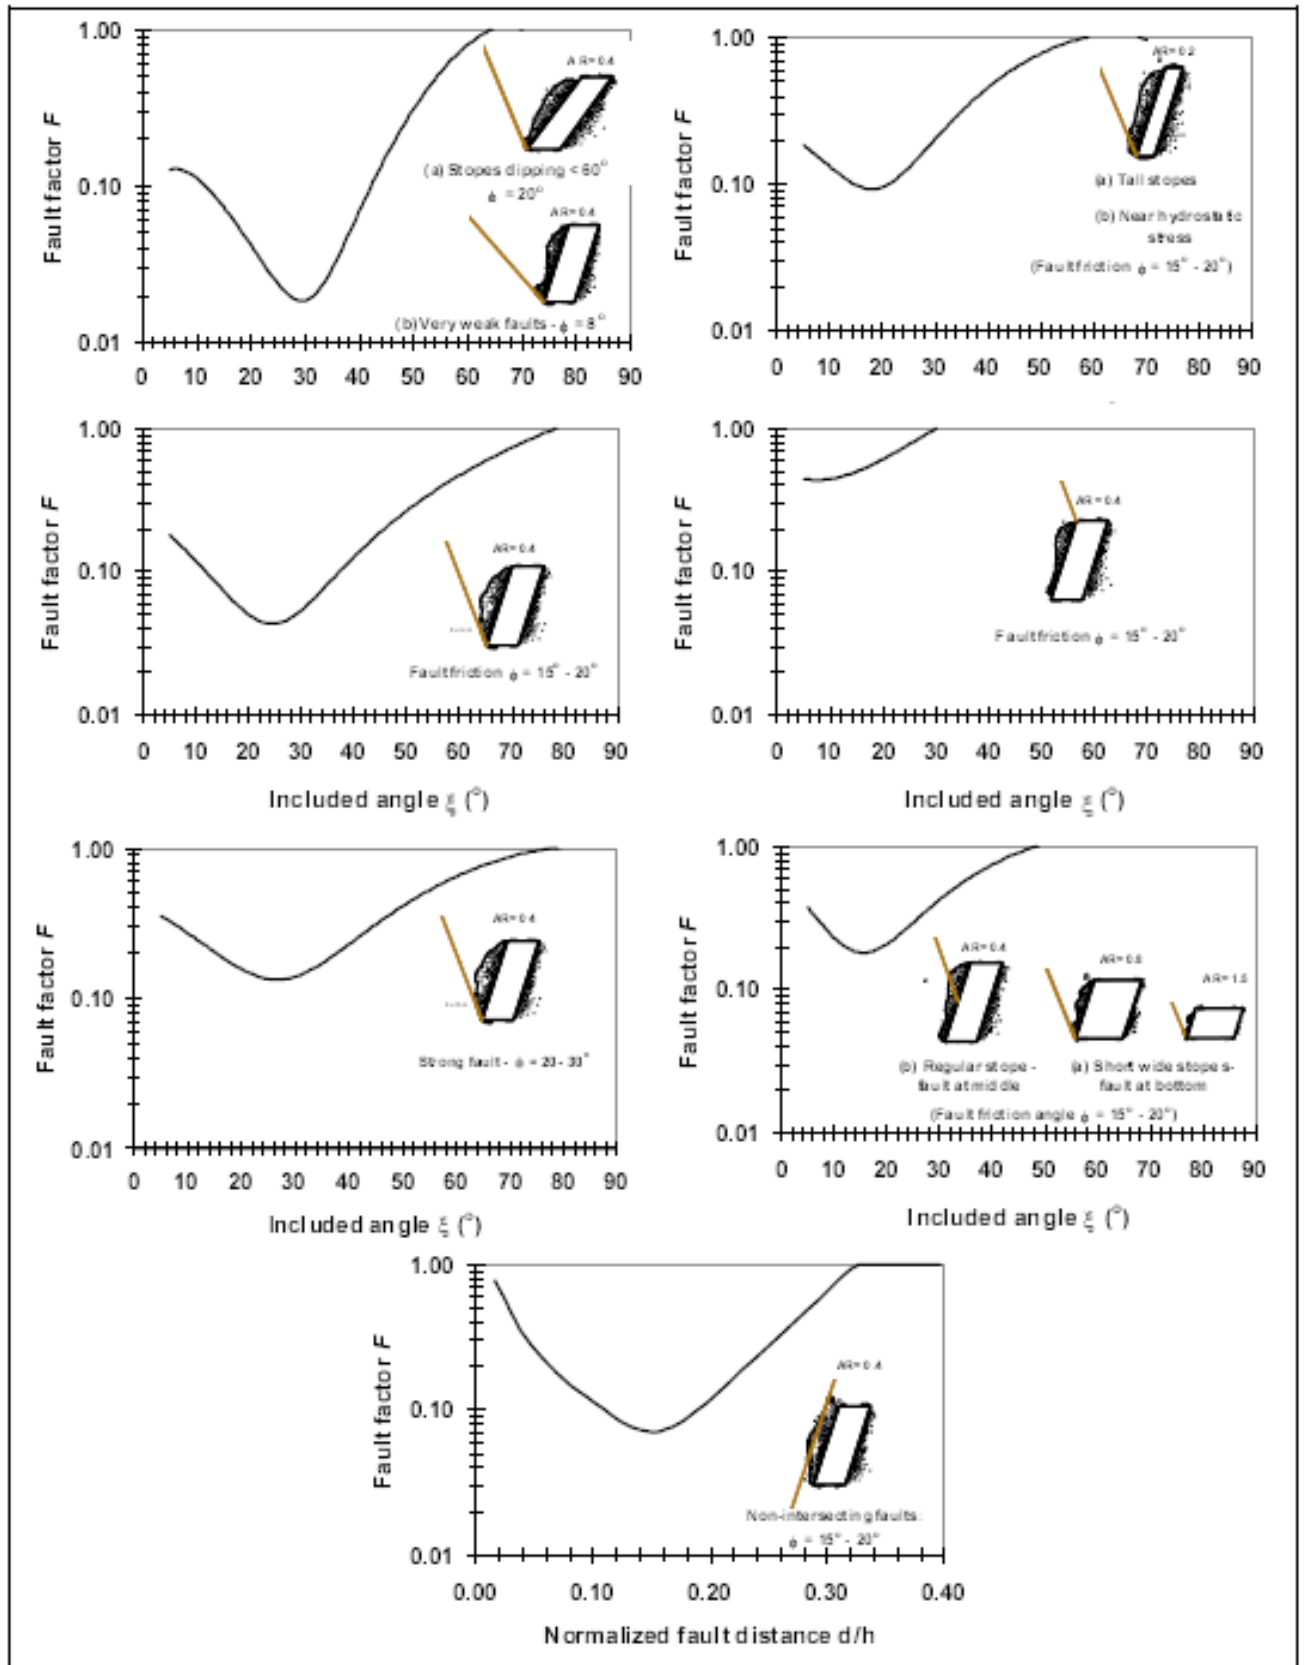 1.00
0.10
0.01
Fault factor F
0 10 20 30 40 50 60 70 80 90
AR= 0.4
(a) Stopes dipping < 60°
ϕ = 20°
AR= 0.4
(b) Very weak faults - ϕ = 8°
1.00
0.10
0.01
Fault factor F
0 10 20 30 40 50 60 70 80 90
AR= 0.2
(a) Tall stopes
(b) Near hydrostatic
stress
(Fault friction ϕ = 15° - 20°)
1.00
0.10
0.01
Fault factor F
0 10 20 30 40 50 60 70 80 90
Included angle ξ (°)
AR= 0.4
Fault friction ϕ = 15° - 20°
1.00
0.10
0.01
Fault factor F
0 10 20 30 40 50 60 70 80 90
Included angle ξ (°)
AR = 0.4
Fault friction ϕ = 15° - 20°
1.00
0.10
0.01
Fault factor F
0 10 20 30 40 50 60 70 80 90
Included angle ξ (°)
AR= 0.4
Strong fault - ϕ = 20 - 30°
1.00
0.10
0.01
Fault factor F
0 10 20 30 40 50 60 70 80 90
Included angle ξ (°)
AR= 0.4
AR= 1.5
(b) Regular stope -
fault at middle
(a) Short wide stopes-
fault at bottom
(Fault friction angle ϕ = 15° - 20°)
1.00
0.10
0.01
Fault factor F
0.00 0.10 0.20 0.30 0.40
Normalized fault distance d/h
AR= 0.4
Non-intersecting faults:
ϕ = 15° - 20°